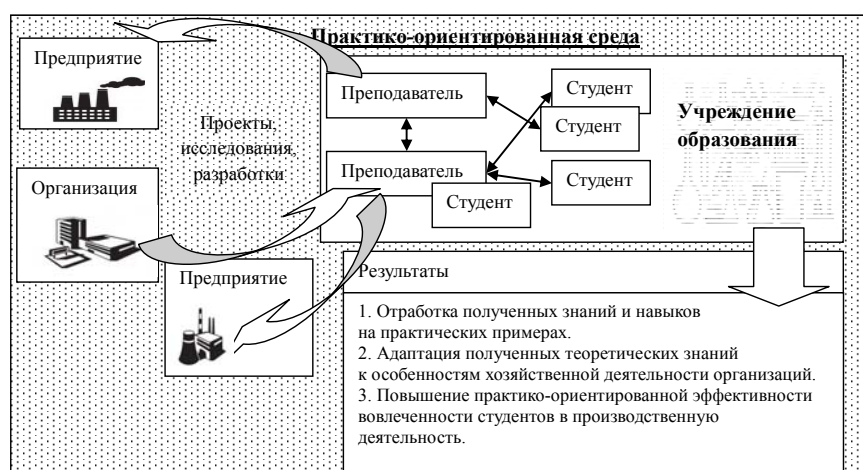 Практико-ориентированная среда
Предприятие
Проекты,
исследования,
разработки
Организация
Предприятие
Преподаватель
Преподаватель
Студент
Студент
Студент
Студент
Учреждение
образования
Результаты
1. Отработка полученных знаний и навыков
на практических примерах.
2. Адаптация полученных теоретических знаний
к особенностям хозяйственной деятельности организаций.
3. Повышение практико-ориентированной эффективности
вовлеченности студентов в производственную
деятельность.